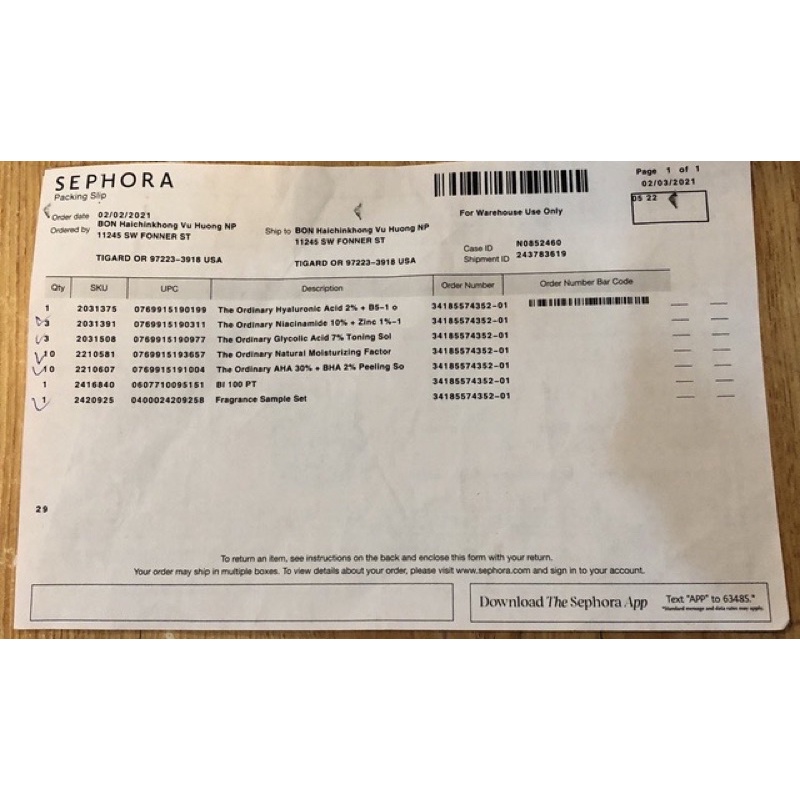 SEPHORA
Packing Slip
Page 1 of 1
02/03/2021
05 22
Order date 02/02/2021
Ordered by BON Haichinkhong Vu Huong NP
11245 SW FONNER ST
TIGARD OR 97223-3918 USA
Ship to BON Haichinkhong Vu Huong NP
11245 SW FONNER ST
TIGARD OR 97223-3918 USA
For Warehouse Use Only
Case ID N0852460
Shipment ID 243783619
Qty SKU UPC Description Order Number Order Number Bar Code
1 2031375 0769915190199 The Ordinary Hyaluronic Acid 2% + B5-1 o 34185574352-01
3 2031391 0769915190311 The Ordinary Niacinamide 10% + Zinc 1%-1 34185574352-01
3 2031508 0769915190977 The Ordinary Glycolic Acid 7% Toning Sol 34185574352-01
10 2210581 0769915193657 The Ordinary Natural Moisturizing Factor 34185574352-01
10 2210607 0769915191004 The Ordinary AHA 30% + BHA 2% Peeling So 34185574352-01
1 2416840 0607710095151 BI 100 PT 34185574352-01
1 2420925 0400024209258 Fragrance Sample Set 34185574352-01
29
To return an item, see instructions on the back and enclose this form with your return.
Your order may ship in multiple boxes. To view details about your order, please visit www.sephora.com and sign in to your account.
Download The Sephora App Text "APP" to 63485.*
*Standard message and data rates may apply.